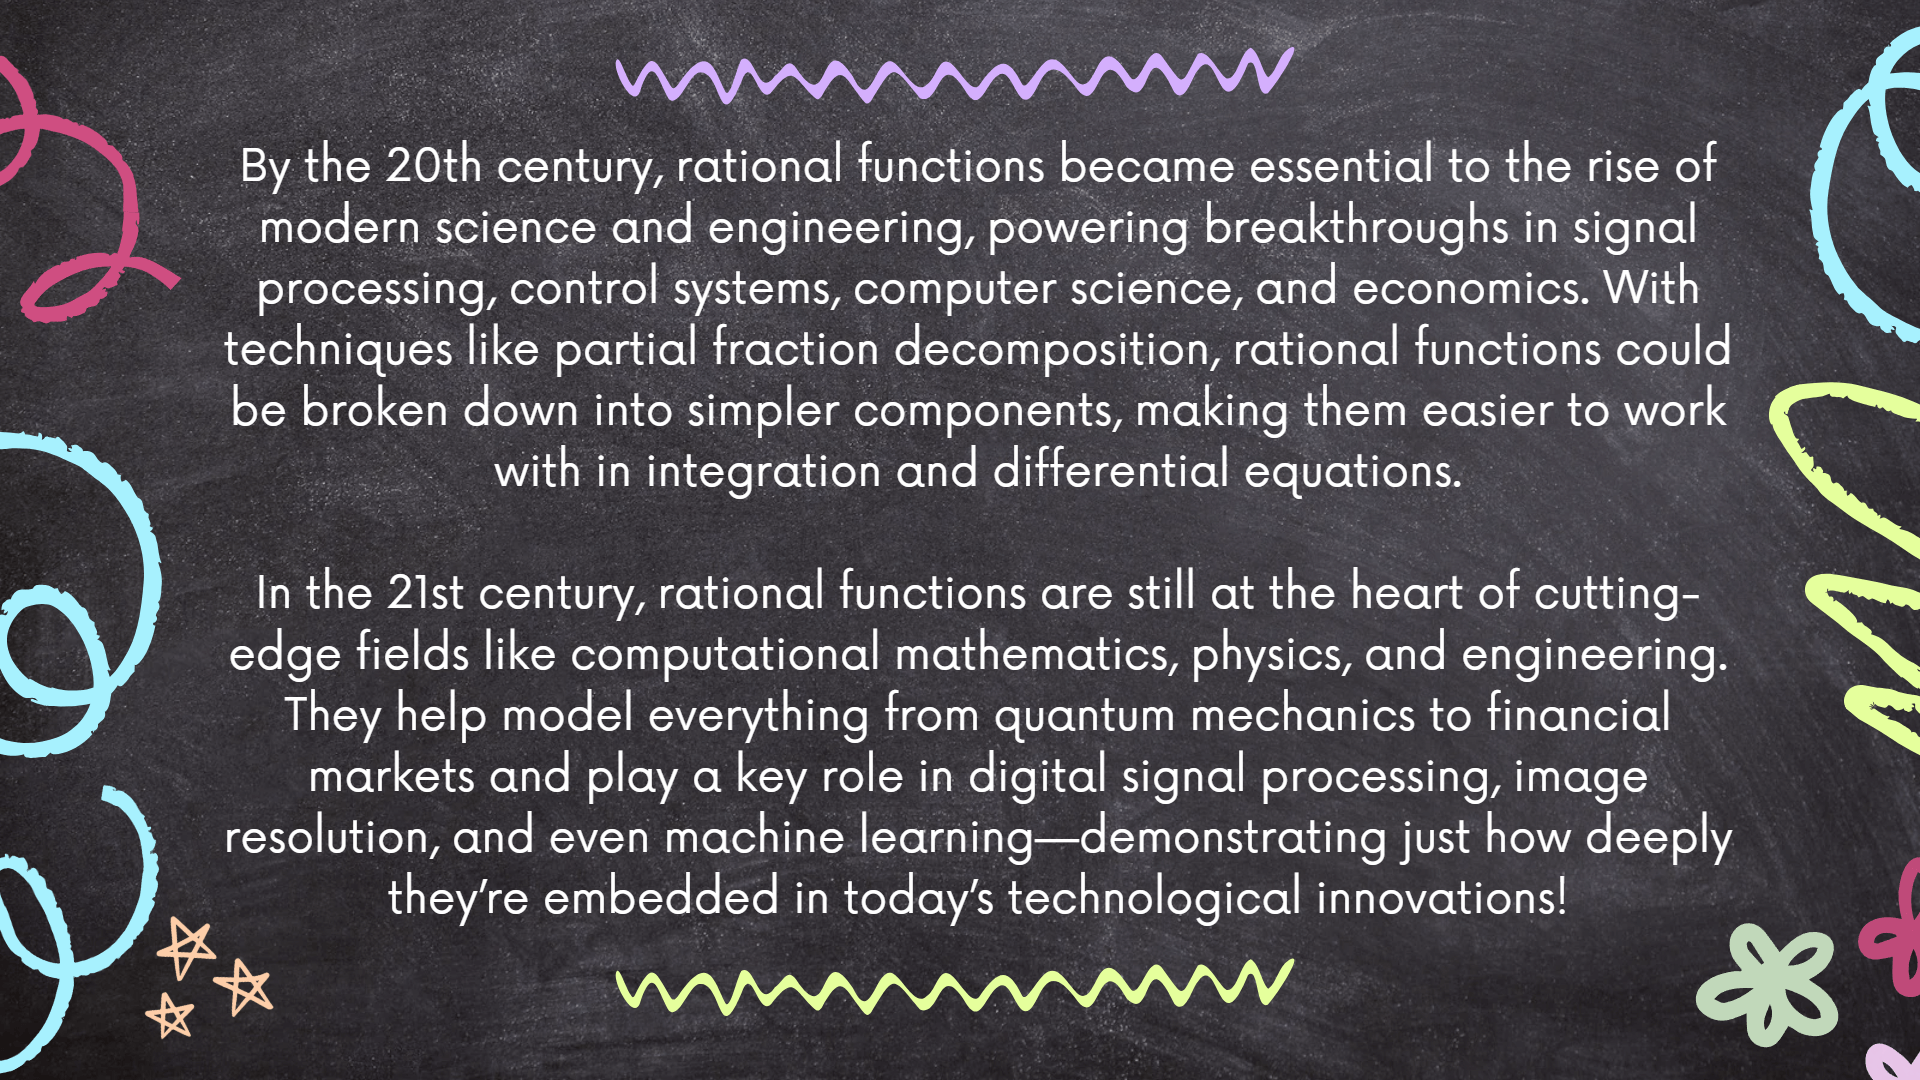 By the 20th century, rational functions became essential to the rise of
modern science and engineering, powering breakthroughs in signal
processing, control systems, computer science, and economics. With
techniques like partial fraction decomposition, rational functions could
be broken down into simpler components, making them easier to work
with in integration and differential equations.
In the 21st century, rational functions are still at the heart of cutting-
edge fields like computational mathematics, physics, and engineering.
They help model everything from quantum mechanics to financial
markets and play a key role in digital signal processing, image
resolution, and even machine learning—demonstrating just how deeply
they’re embedded in today’s technological innovations!